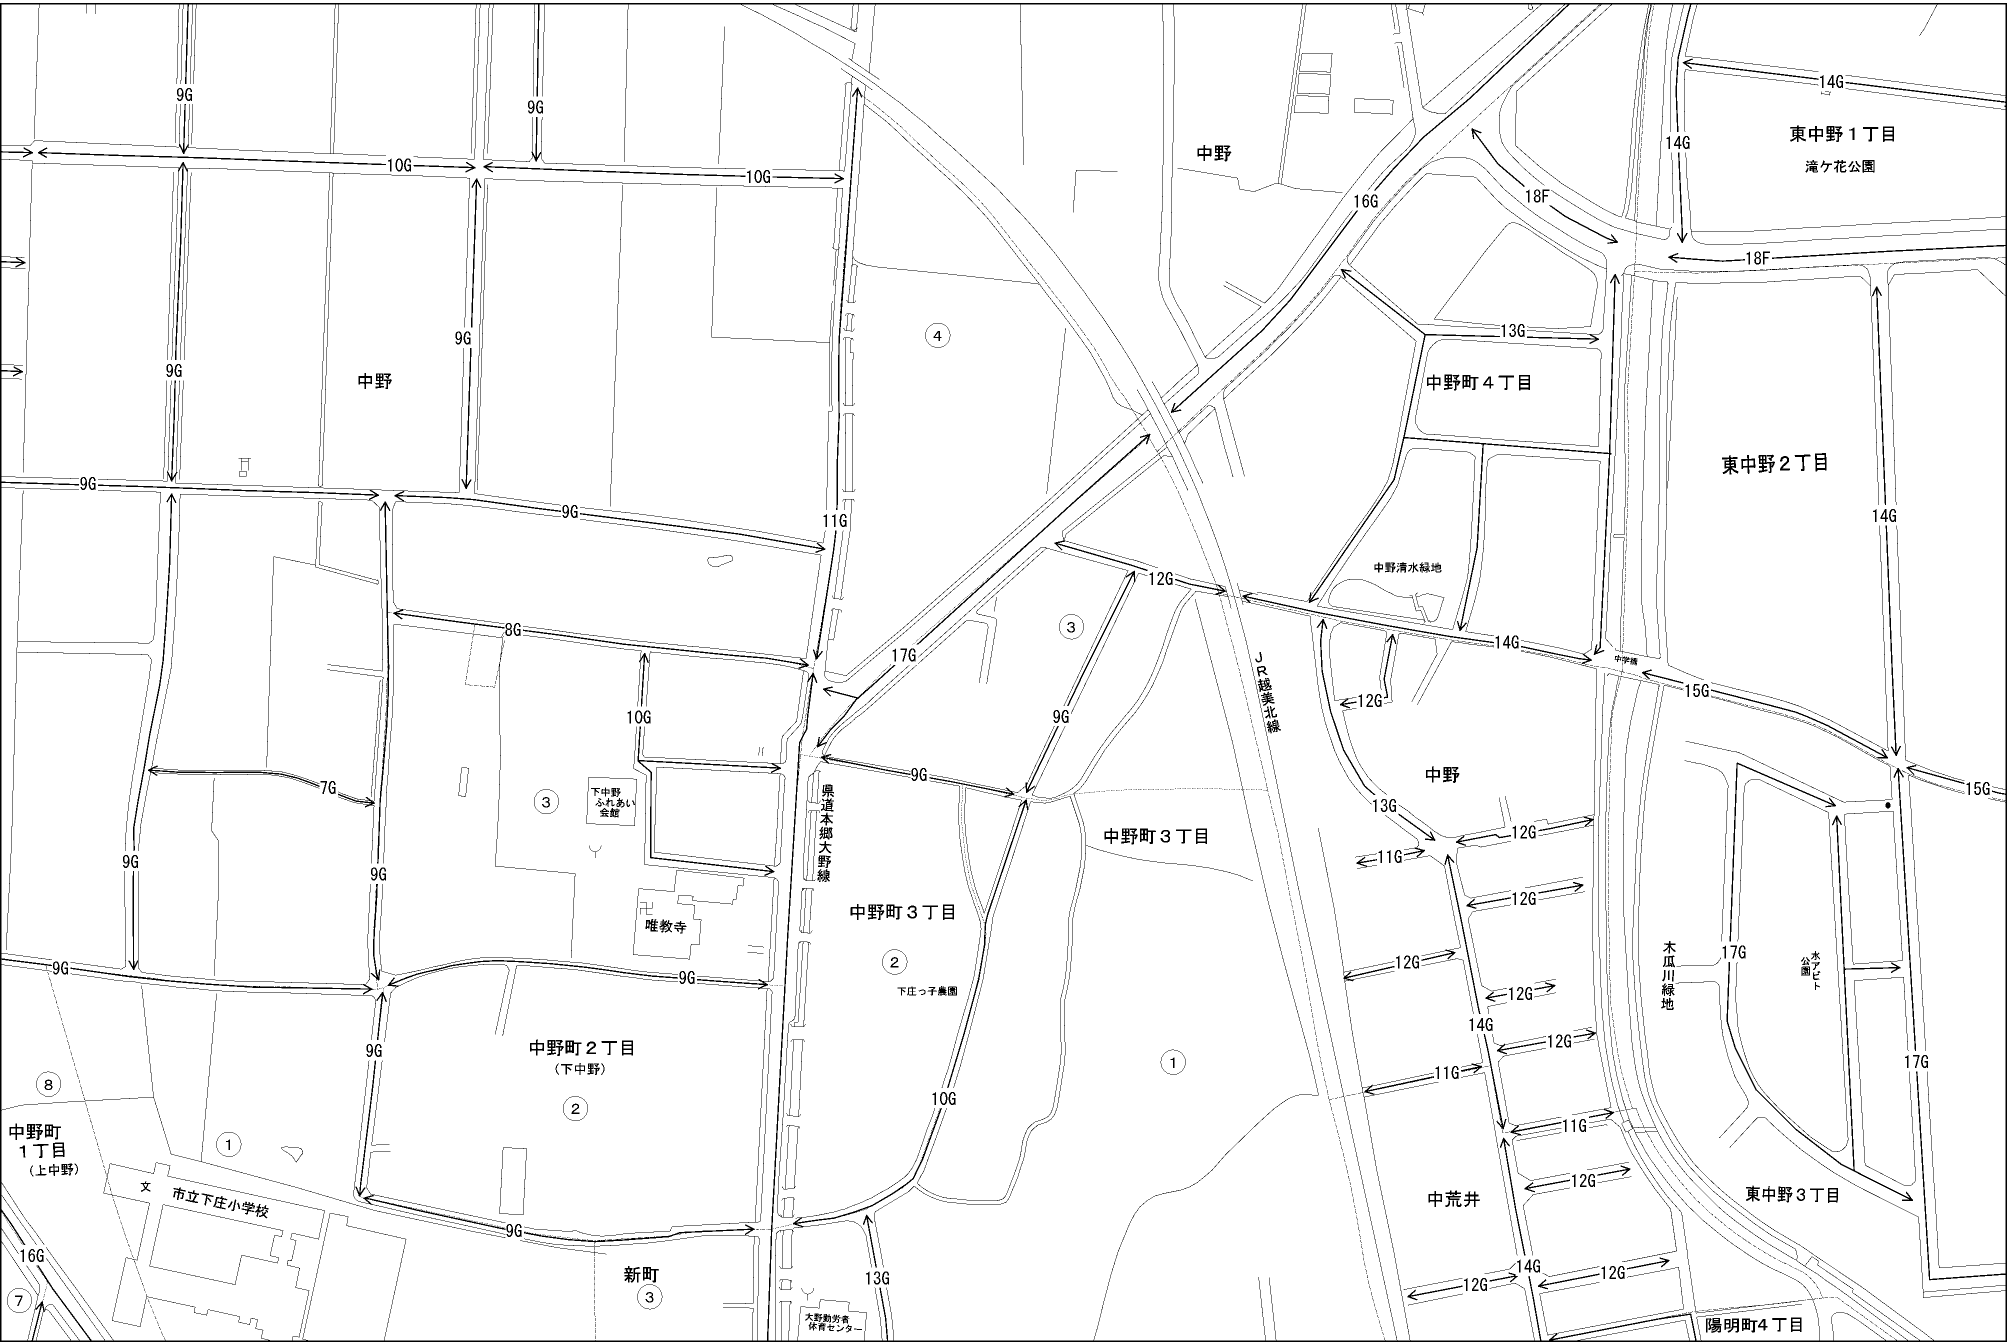 9G
9G
14G
東中野１丁目
14G
滝ケ花公園
中野
10G
10G
18F
16G
18F
④
9G
13G
9G
中野
中野町４丁目
東中野２丁目
9G
9G
11G
14G
中野清水緑地
12G
8G
③
14G
中学橋
17G
JR越美北線
15G
12G
10G
9G
9G
中野
7G
15G
下中野
ふれあい
会館
③
県道本郷大野線
13G
中野町３丁目
12G
9G
9G
11G
12G
中野町３丁目
唯教寺
②
下庄っ子農園
木瓜川緑地
17G
水アビト
公園
9G
9G
12G
12G
14G
12G
9G
中野町２丁目
(下中野)
①
11G
17G
⑧
②
10G
11G
中野町
１丁目
(上中野)
①
12G
文
市立下庄小学校
中荒井
東中野３丁目
9G
16G
新町
③
13G
14G
12G
12G
⑦
大野勤労者
体育センター
陽明町４丁目